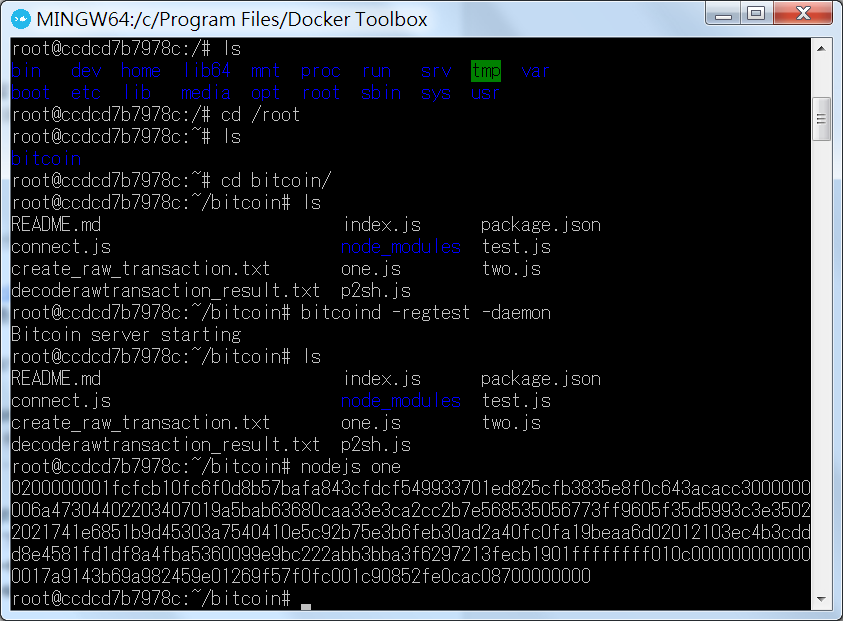 MINGW64:/c/Program Files/Docker Toolbox
root@ccdcd7b7978c:/# ls
bin dev home lib64 mnt proc run srv tmp var
boot etc lib media opt root sbin sys usr
root@ccdcd7b7978c:/# cd /root
root@ccdcd7b7978c:~# ls
bitcoin
root@ccdcd7b7978c:~# cd bitcoin/
root@ccdcd7b7978c:~/bitcoin# ls
README.md index.js package.json
connect.js node_modules test.js
create_raw_transaction.txt one.js two.js
decoderawtransaction_result.txt p2sh.js
root@ccdcd7b7978c:~/bitcoin# bitcoind -regtest -daemon
Bitcoin server starting
root@ccdcd7b7978c:~/bitcoin# ls
README.md index.js package.json
connect.js node_modules test.js
create_raw_transaction.txt one.js two.js
decoderawtransaction_result.txt p2sh.js
root@ccdcd7b7978c:~/bitcoin# nodejs one
0200000001fcfcb10fc6f0d8b57bafa843cfdcf549933701ed825cfb3835e8f0c643acacc3000000
006a47304402203407019a5bab63680caa33e3ca2cc2b7e568535056773ff9605f35d5993c3e3502
2021741e6851b9d45303a7540410e5c92b75e3b6feb30ad2a40fc0fa19beaa6d02012103ec4b3cdd
d8e4581fd1df8a4fba5360099e9bc222abb3bba3f6297213fecb1901ffffffff010c000000000000
0017a9143b69a982459e01269f57f0fc001c90852fe0cac08700000000
root@ccdcd7b7978c:~/bitcoin#